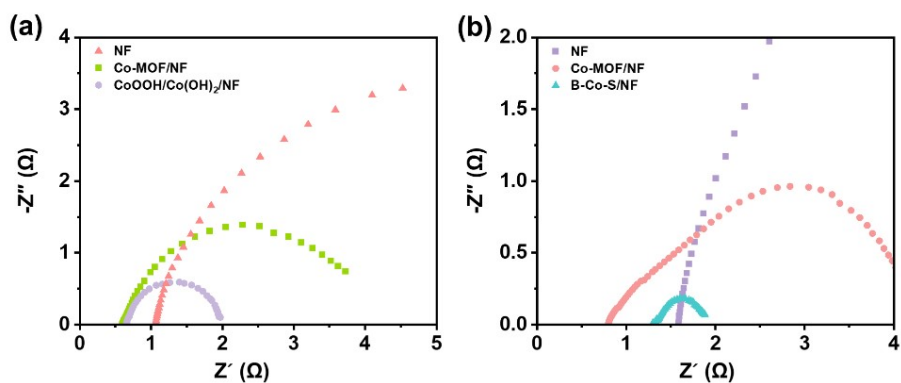 (a)
4
3
2
1
0
-Z″ (Ω)
NF
Co-MOF/NF
CoOOH/Co(OH)₂/NF
0 1 2 3 4 5
Z′ (Ω)
(b)
2.0
1.5
1.0
0.5
0.0
-Z″ (Ω)
NF
Co-MOF/NF
B-Co-S/NF
0 1 2 3 4
Z′ (Ω)